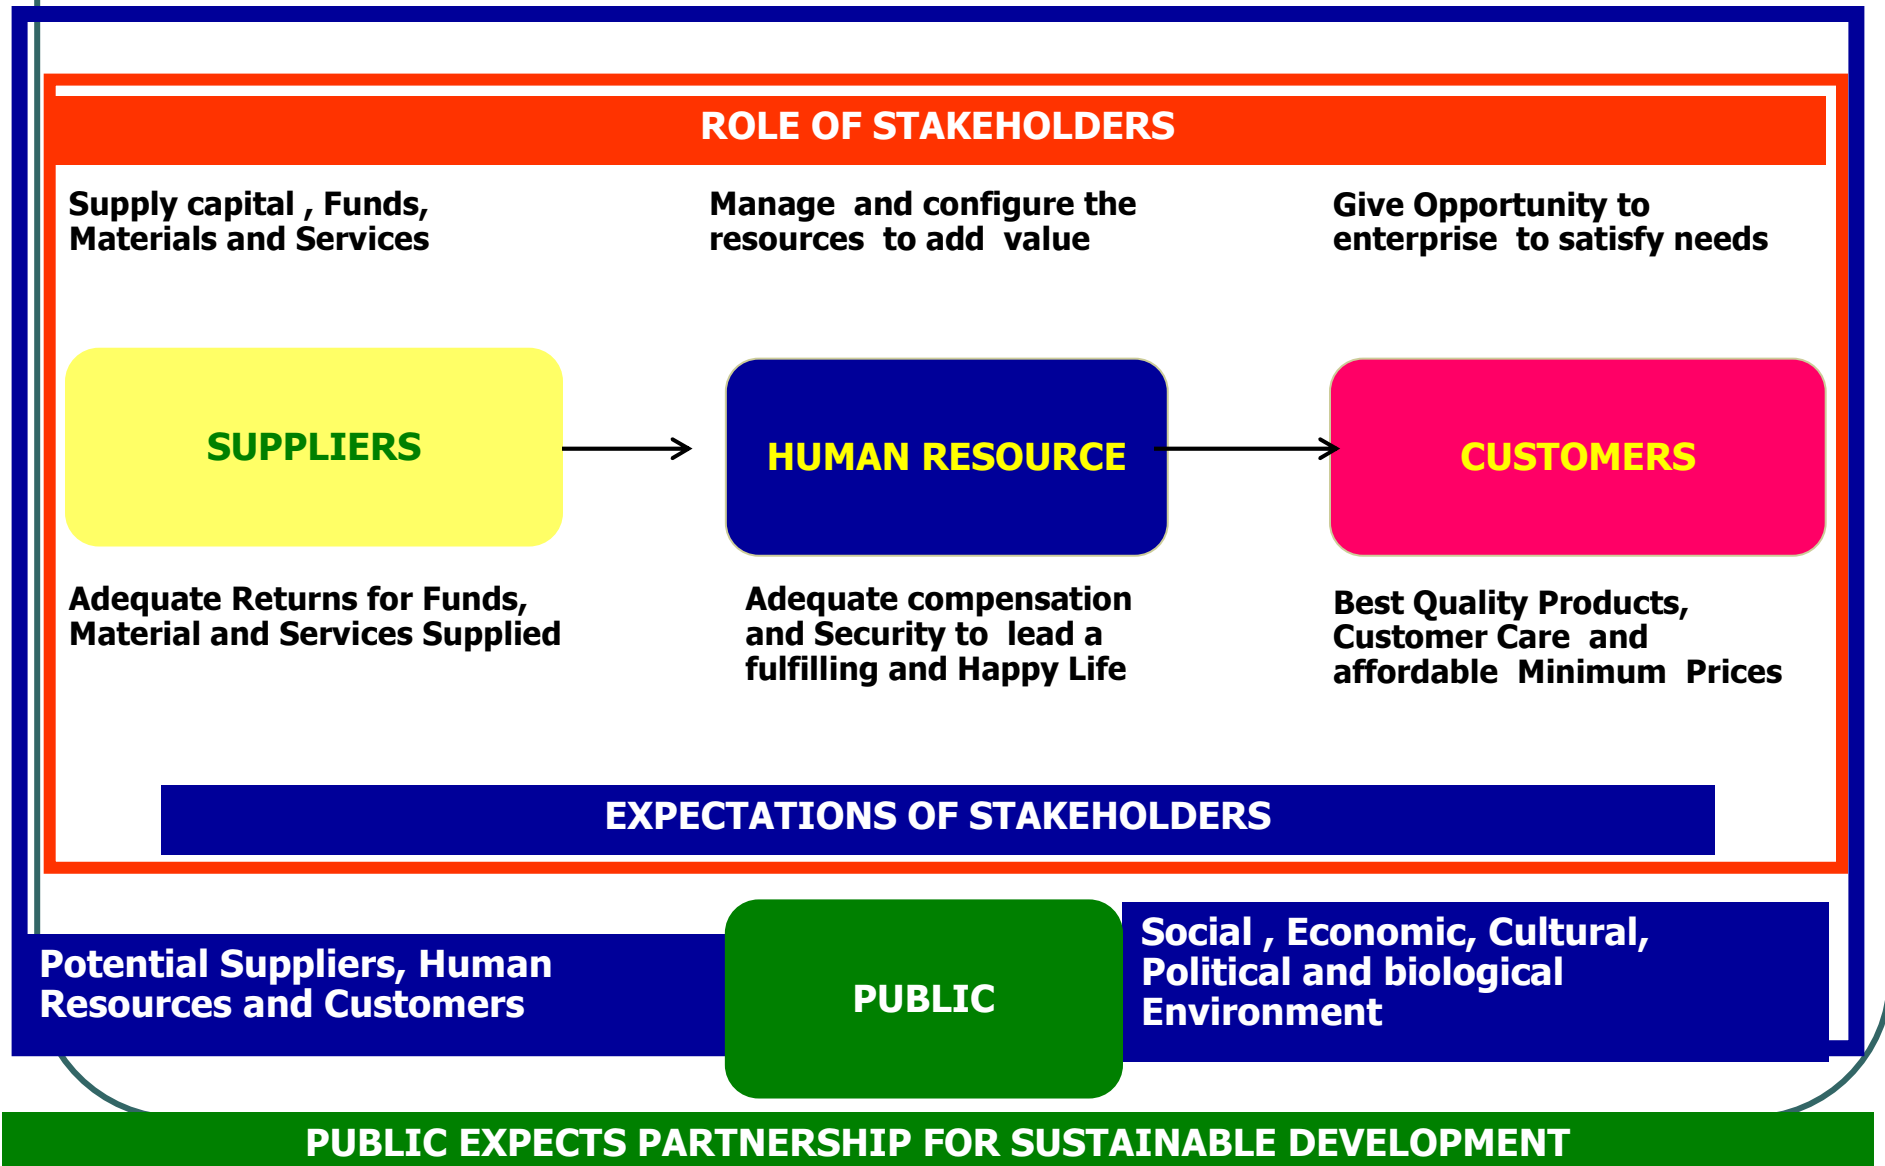 ROLE OF STAKEHOLDERS
Supply capital , Funds,
Materials and Services
Manage and configure the
resources to add value
Give Opportunity to
enterprise to satisfy needs
SUPPLIERS
HUMAN RESOURCE
CUSTOMERS
Adequate Returns for Funds,
Material and Services Supplied
Adequate compensation
and Security to lead a
fulfilling and Happy Life
Best Quality Products,
Customer Care and
affordable Minimum Prices
EXPECTATIONS OF STAKEHOLDERS
Potential Suppliers, Human
Resources and Customers
PUBLIC
Social , Economic, Cultural,
Political and biological
Environment
PUBLIC EXPECTS PARTNERSHIP FOR SUSTAINABLE DEVELOPMENT